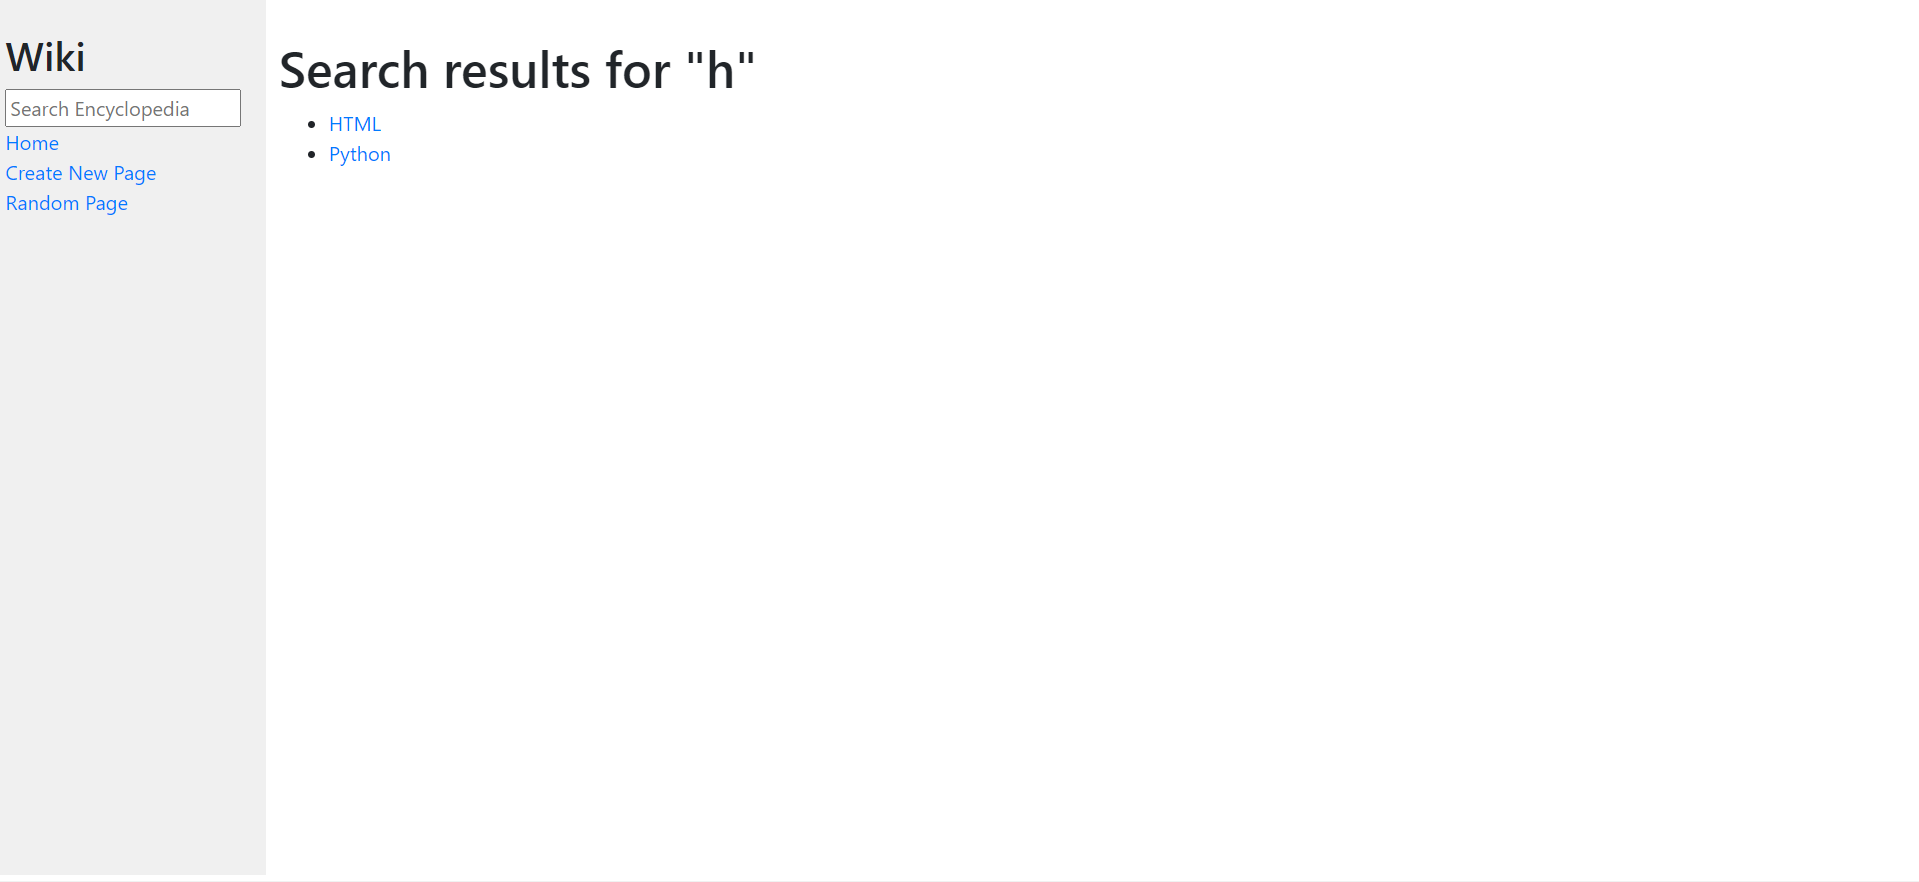 Wiki
Search Encyclopedia
Home
Create New Page
Random Page
Search results for "h"
HTML
Python